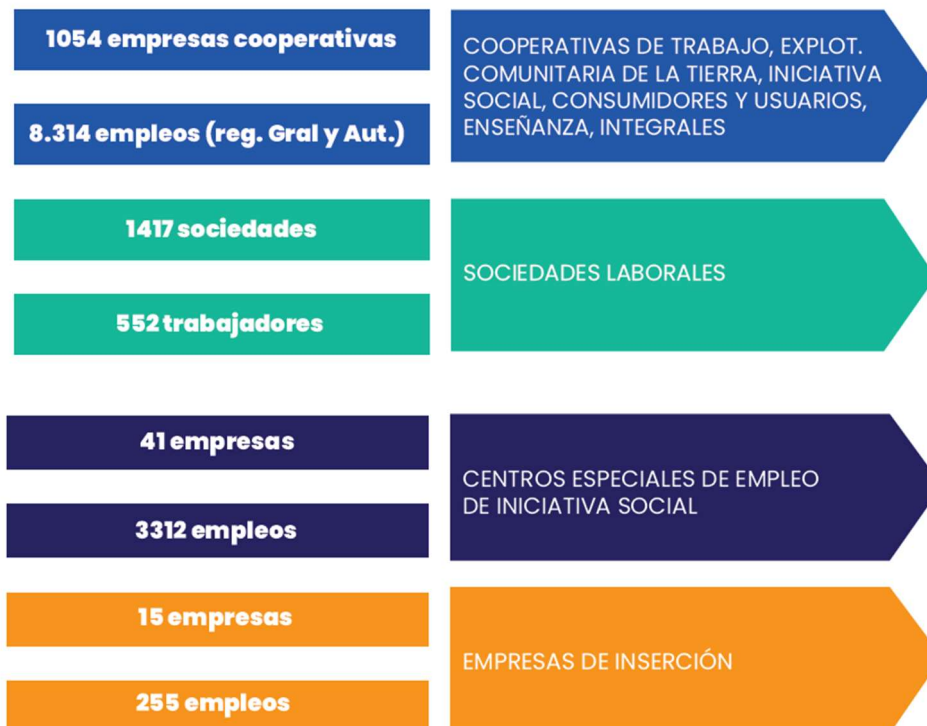 1054 empresas cooperativas
8.314 empleos (reg. Gral y Aut.)
COOPERATIVAS DE TRABAJO, EXPLOT.
COMUNITARIA DE LA TIERRA, INICIATIVA
SOCIAL, CONSUMIDORES Y USUARIOS,
ENSEÑANZA, INTEGRALES
1417 sociedades
552 trabajadores
SOCIEDADES LABORALES
41 empresas
3312 empleos
CENTROS ESPECIALES DE EMPLEO
DE INICIATIVA SOCIAL
15 empresas
255 empleos
EMPRESAS DE INSERCIÓN